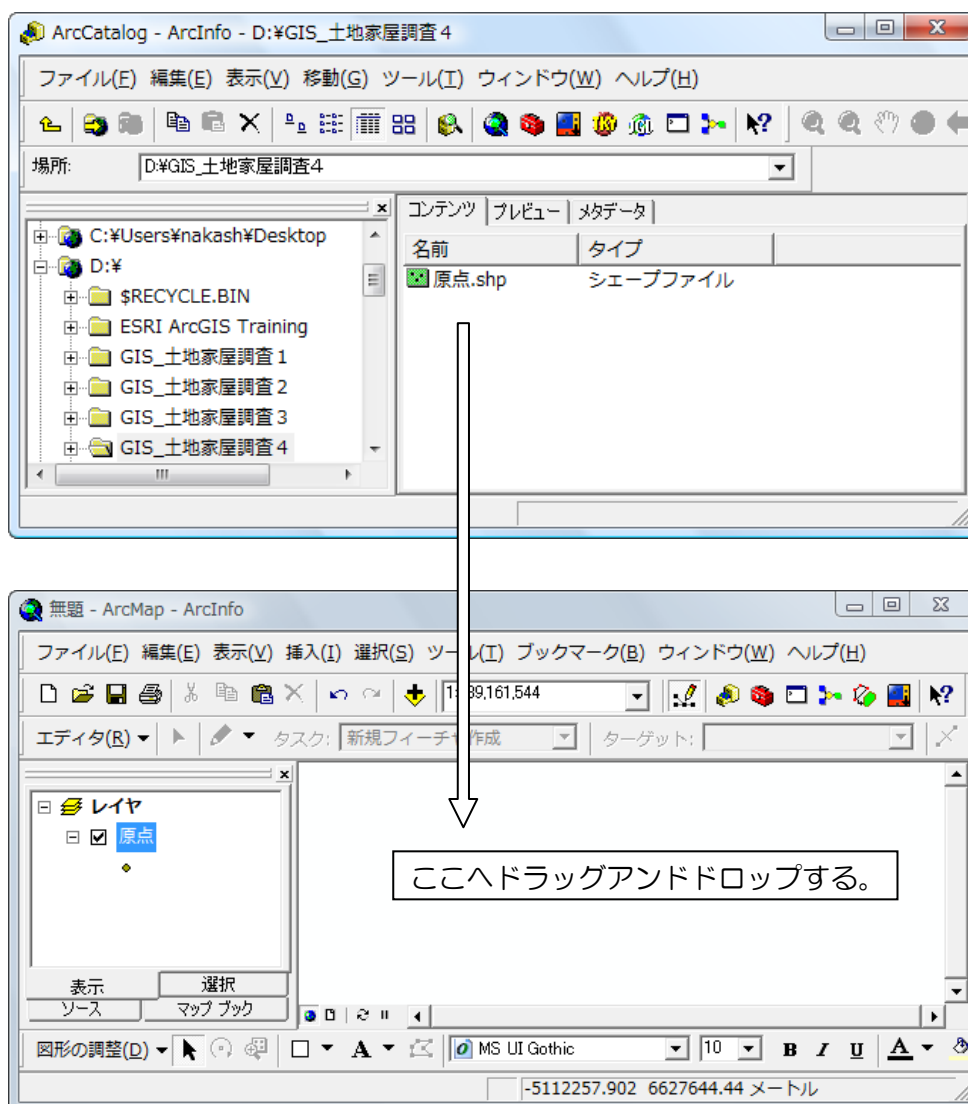 ArcCatalog - ArcInfo - D:¥GIS_土地家屋調査4
ファイル(F) 編集(E) 表示(V) 移動(G) ツール(T) ウィンドウ(W) ヘルプ(H)
場所: D:¥GIS_土地家屋調査4
コンテンツ プレビュー メタデータ
C:¥Users¥nakash¥Desktop
D:¥
$RECYCLE.BIN
ESRI ArcGIS Training
GIS_土地家屋調査1
GIS_土地家屋調査2
GIS_土地家屋調査3
GIS_土地家屋調査4
名前 タイプ
原点.shp シェープファイル
無題 - ArcMap - ArcInfo
ファイル(F) 編集(E) 表示(V) 挿入(I) 選択(S) ツール(T) ブックマーク(B) ウィンドウ(W) ヘルプ(H)
39,161,544
エディタ(R) タスク: 新規フィーチャ作成 ターゲット:
レイヤ
原点
ここへドラッグアンドドロップする。
表示 選択
ソース マップ ブック
図形の調整(D) A MS UI Gothic 10 B I U A
-5112257.902 6627644.44 メートル